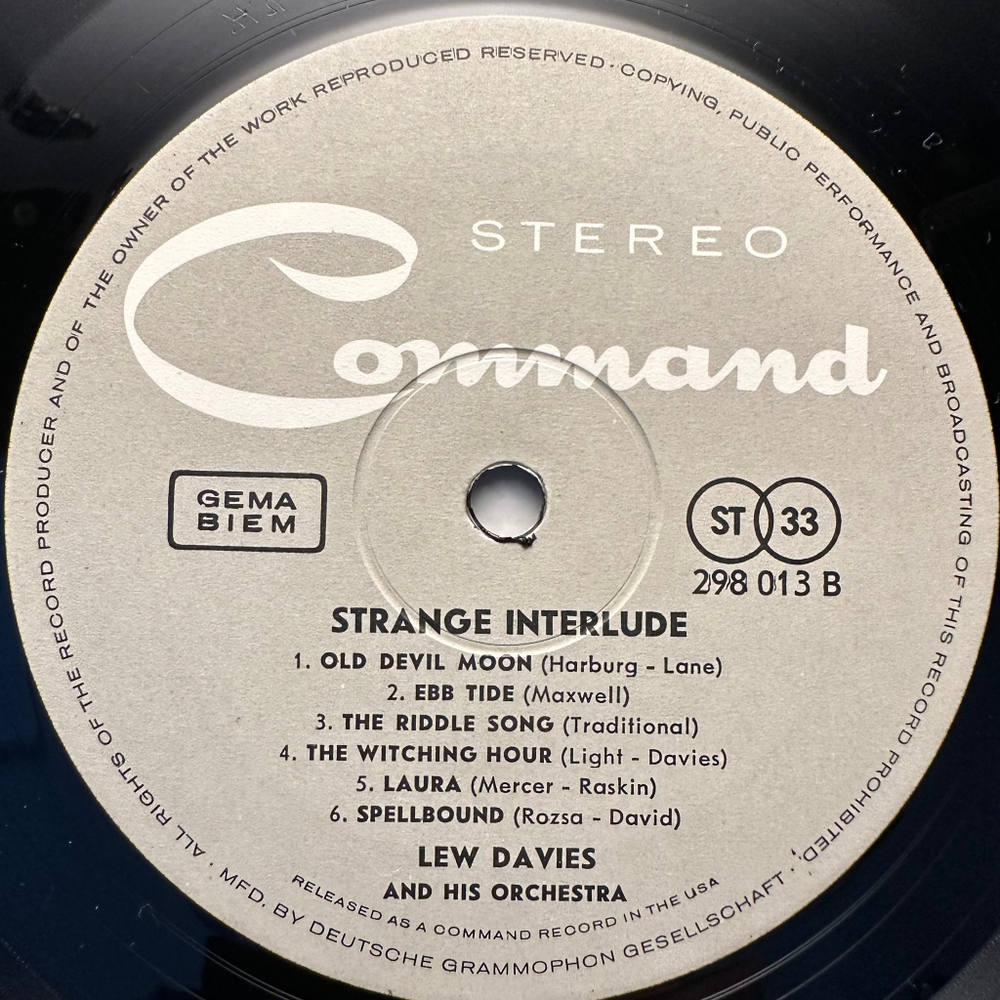 ALL RIGHTS OF THE RECORD PRODUCER AND OF THE OWNER OF THE WORK REPRODUCED RESERVED · COPYING, PUBLIC PERFORMANCE AND BROADCASTING OF THIS RECORD PROHIBITED.
STEREO
Command
GEMA
BIEM
ST 33
298 013 B
STRANGE INTERLUDE
1. OLD DEVIL MOON (Harburg - Lane)
2. EBB TIDE (Maxwell)
3. THE RIDDLE SONG (Traditional)
4. THE WITCHING HOUR (Light - Davies)
5. LAURA (Mercer - Raskin)
6. SPELLBOUND (Rozsa - David)
LEW DAVIES
AND HIS ORCHESTRA
RELEASED AS A COMMAND RECORD IN THE USA
· MFD. BY DEUTSCHE GRAMMOPHON GESELLSCHAFT ·